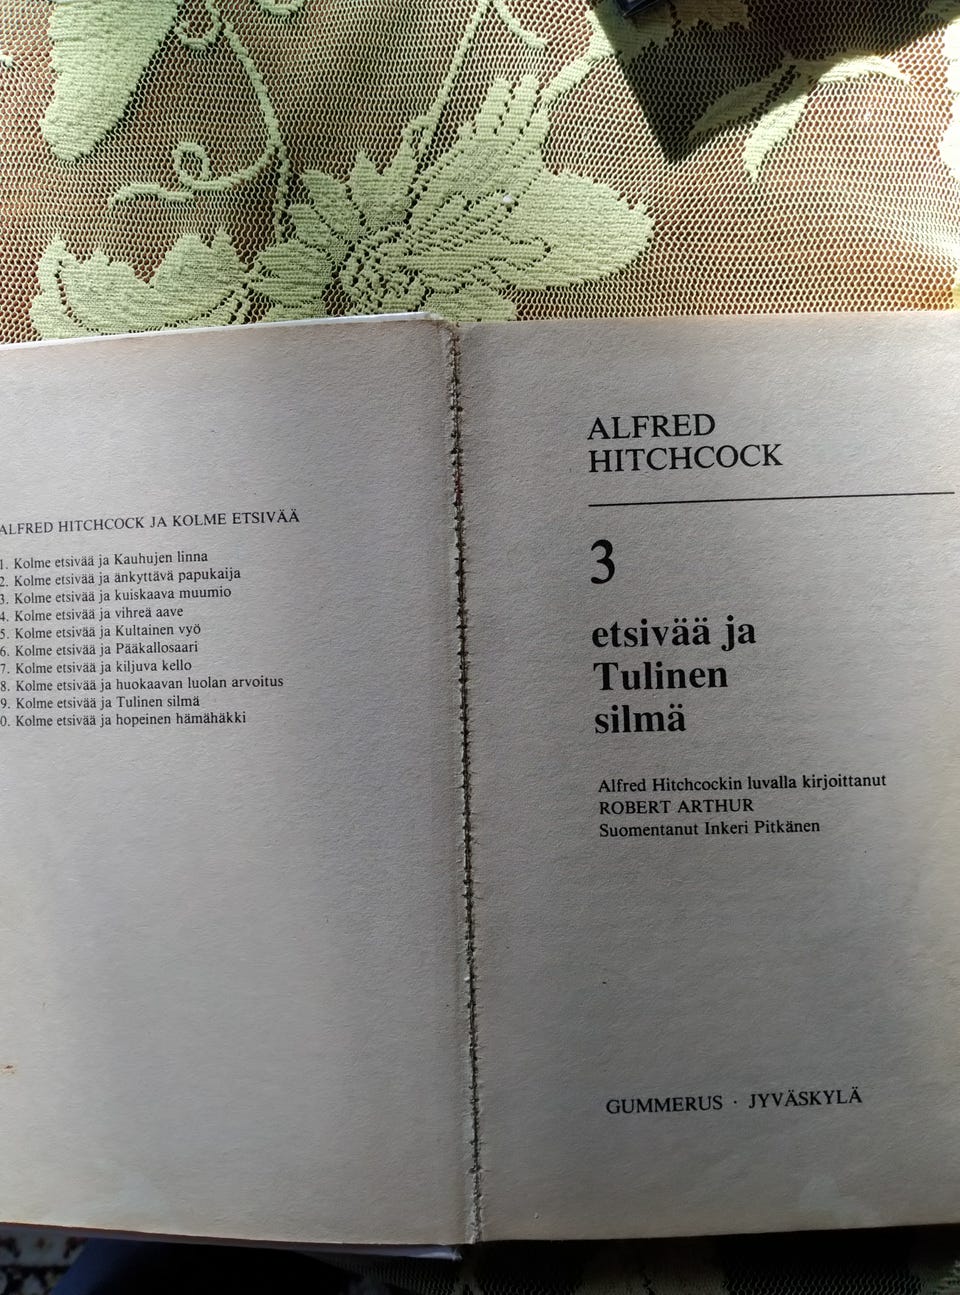 ALFRED HITCHCOCK JA KOLME ETSIVÄÄ
1. Kolme etsivää ja Kauhujen linna
2. Kolme etsivää ja änkyttävä papukaija
3. Kolme etsivää ja kuiskaava muumio
4. Kolme etsivää ja vihreä aave
5. Kolme etsivää ja Kultainen vyö
6. Kolme etsivää ja Pääkallosaari
7. Kolme etsivää ja kiljuva kello
8. Kolme etsivää ja huokaavan luolan arvoitus
9. Kolme etsivää ja Tulinen silmä
0. Kolme etsivää ja hopeinen hämähäkki
ALFRED
HITCHCOCK
3
etsivää ja
Tulinen
silmä
Alfred Hitchcockin luvalla kirjoittanut
ROBERT ARTHUR
Suomentanut Inkeri Pitkänen
GUMMERUS · JYVÄSKYLÄ